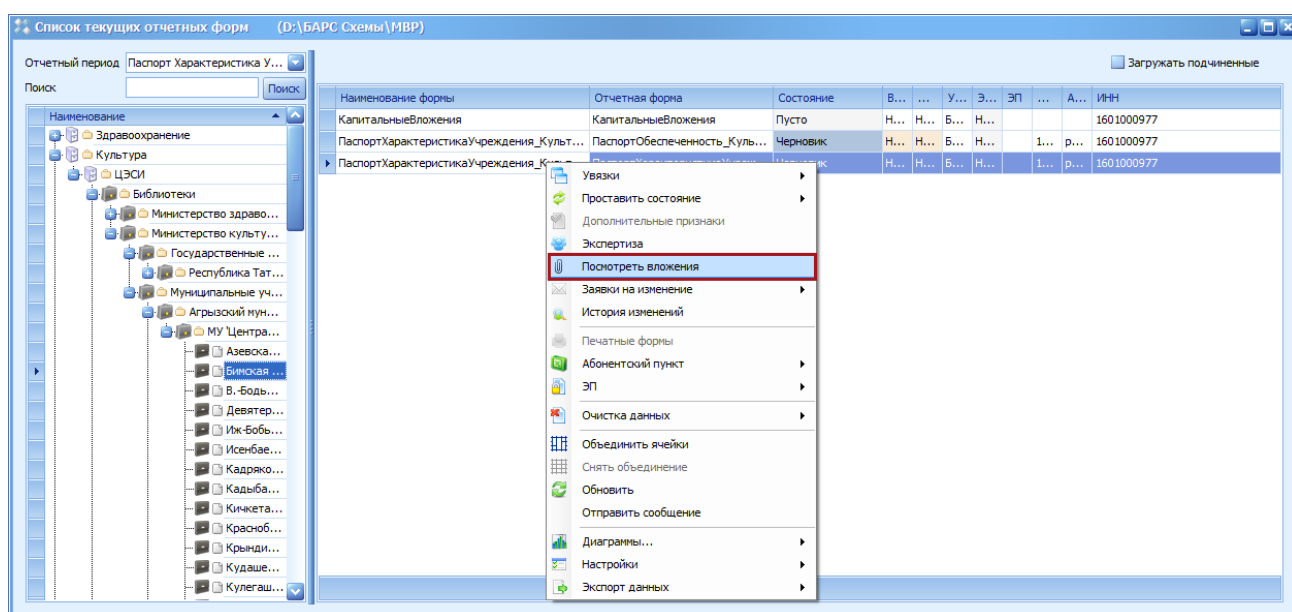 Список текущих отчетных форм (D:\БАРС Схемы\МВР)
Отчетный период Паспорт Характеристика У... Загружать подчиненные
Поиск Поиск
Наименование
Здравоохранение
Культура
ЦЭСИ
Библиотеки
Министерство здраво...
Министерство культу...
Государственные ...
Республика Тат...
Муниципальные уч...
Агрызский мун...
МУ "Центра...
Азевска...
Бимская ...
В.-Бодь...
Девятер...
Иж-Бобь...
Исенбае...
Кадряко...
Кадыба...
Кичкета...
Красноб...
Крынди...
Кудаше...
Кулегаш...
Наименование формы Отчетная форма Состояние В... ... У... Э... ЭП ... А... ИНН
КапитальныеВложения КапитальныеВложения Пусто Н... Н... Б... Н... 1601000977
ПаспортХарактеристикаУчреждения_Культ... ПаспортОбеспеченность_Куль... Черновик Н... Н... Б... Н... 1... р... 1601000977
ПаспортХарактеристикаУчреждения_Культ... Н... Н... Б... Н... 1... р... 1601000977
Увязки
Проставить состояние
Дополнительные признаки
Экспертиза
Посмотреть вложения
Заявки на изменение
История изменений
Печатные формы
Абонентский пункт
ЭП
Очистка данных
Объединить ячейки
Снять объединение
Обновить
Отправить сообщение
Диаграммы...
Настройки
Экспорт данных